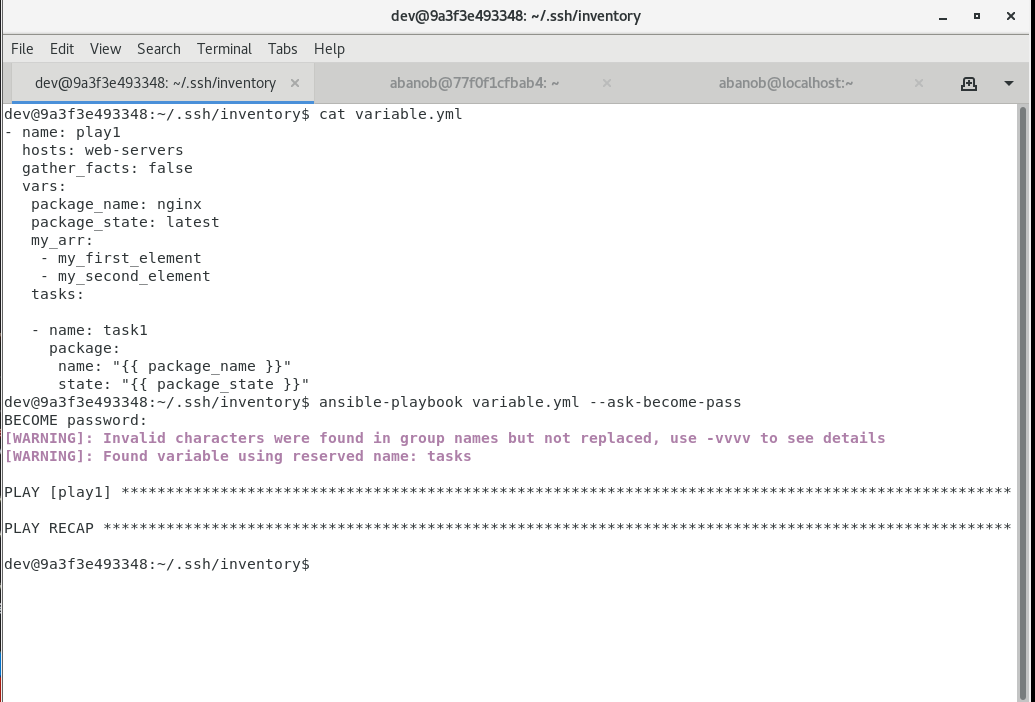 dev@9a3f3e493348: ~/.ssh/inventory
File Edit View Search Terminal Tabs Help
dev@9a3f3e493348: ~/.ssh/inventory × abanob@77f0f1cfbab4: ~ × abanob@localhost:~ ×
dev@9a3f3e493348:~/.ssh/inventory$ cat variable.yml
- name: play1
  hosts: web-servers
  gather_facts: false
  vars:
   package_name: nginx
   package_state: latest
   my_arr:
    - my_first_element
    - my_second_element
   tasks:

   - name: task1
     package:
      name: "{{ package_name }}"
      state: "{{ package_state }}"
dev@9a3f3e493348:~/.ssh/inventory$ ansible-playbook variable.yml --ask-become-pass
BECOME password:
[WARNING]: Invalid characters were found in group names but not replaced, use -vvvv to see details
[WARNING]: Found variable using reserved name: tasks

PLAY [play1] ***************************************************************************************************

PLAY RECAP *****************************************************************************************************

dev@9a3f3e493348:~/.ssh/inventory$